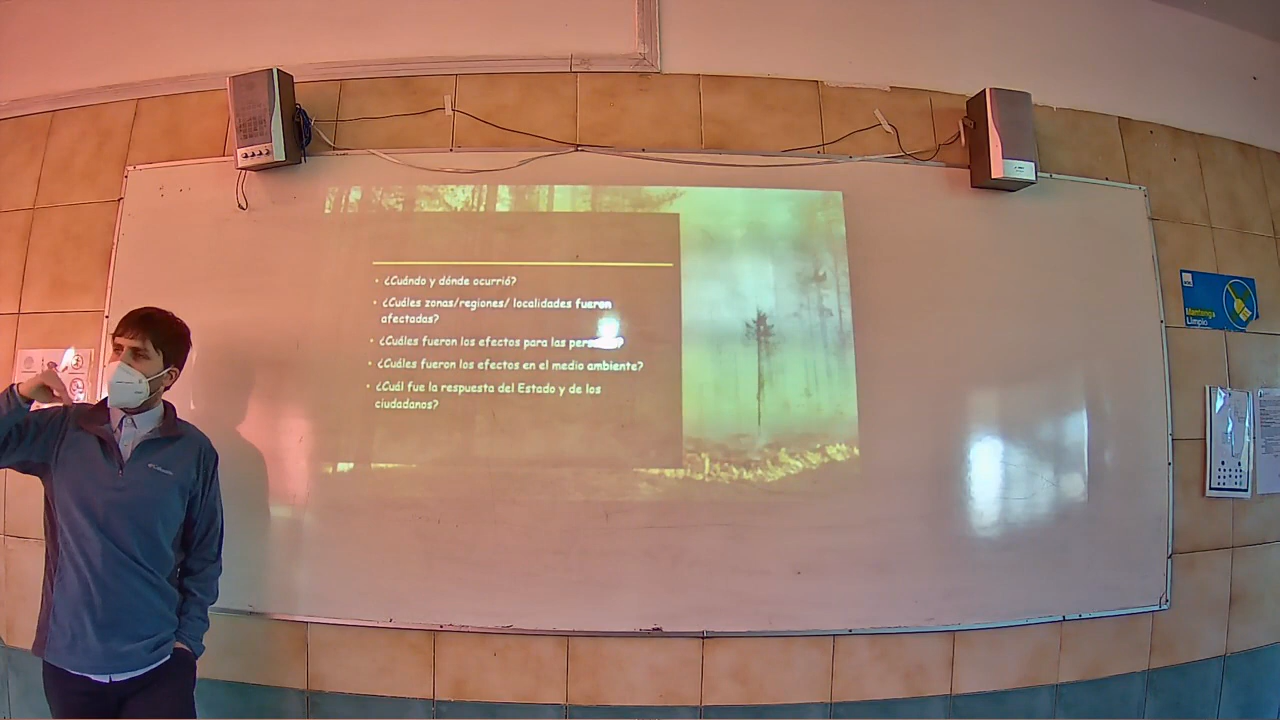 ¿Cuándo y dónde ocurrió?
¿Cuáles zonas/regiones/ localidades fueron
afectadas?
¿Cuáles fueron los efectos para las
¿Cuáles fueron los efectos en el medio ambiente?
¿Cuál fue la respuesta del Estado y de los
ciudadanos?
Mantenga
Limpio
Columbia